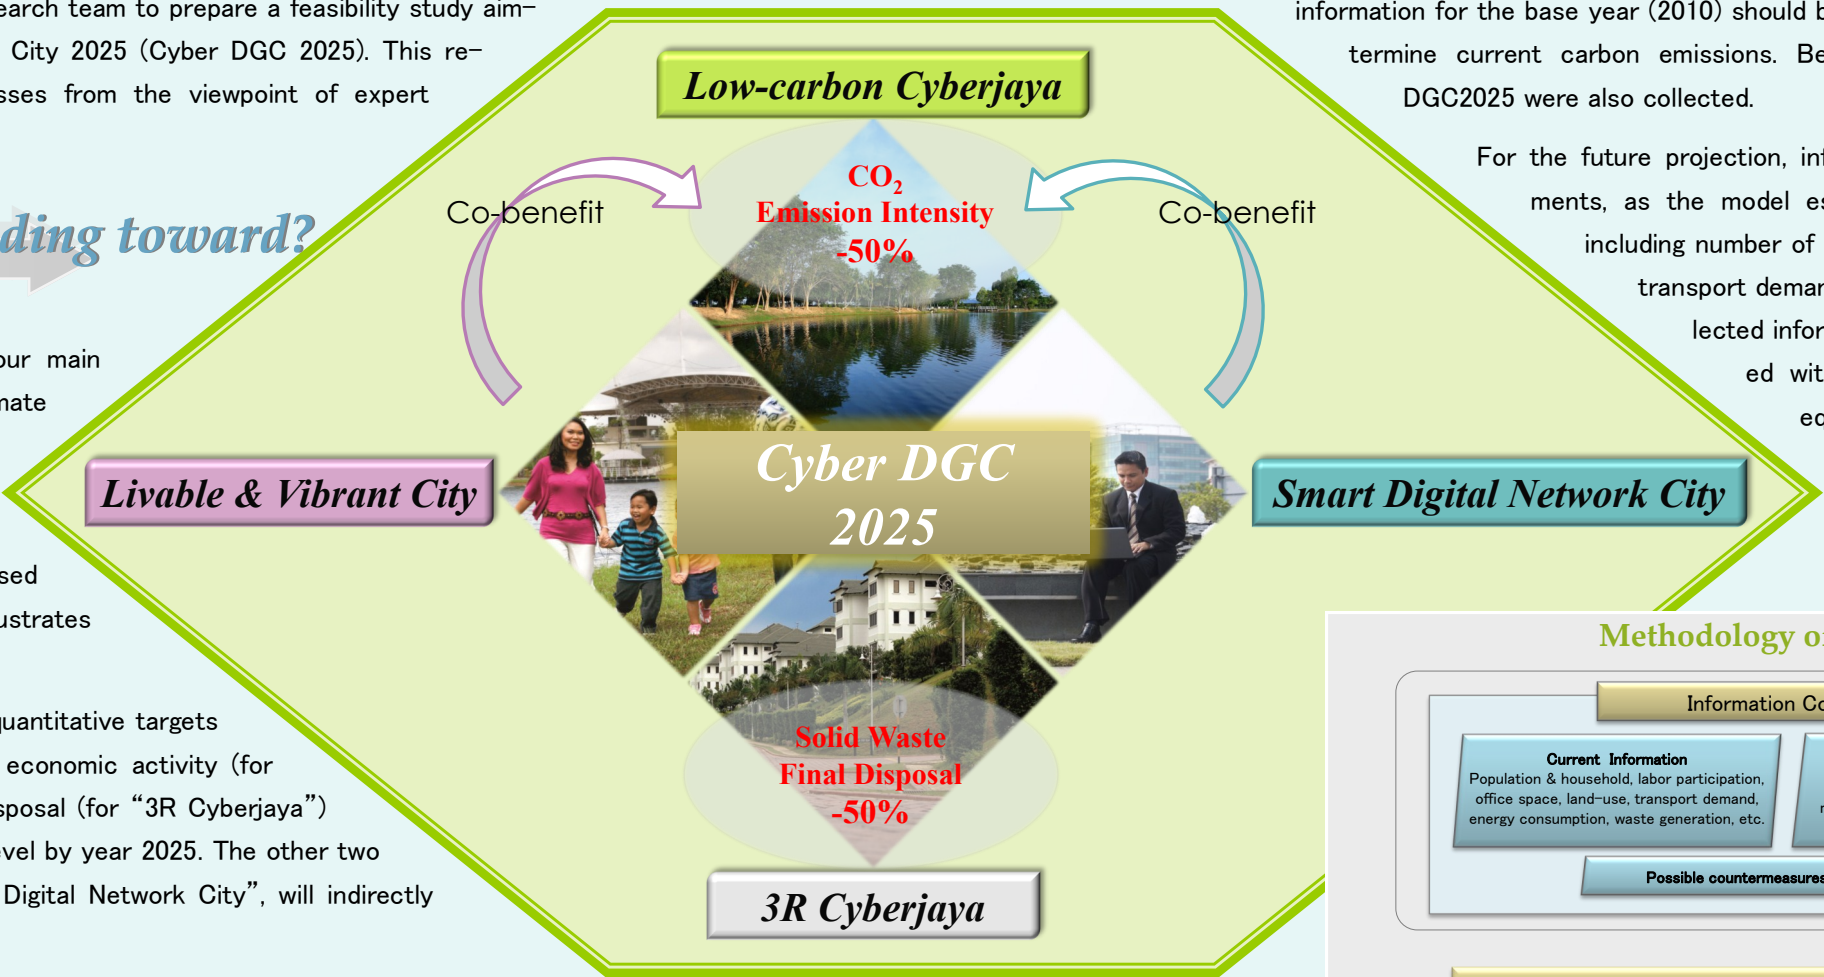 earch team to prepare a feasibility study aim-
City 2025 (Cyber DGC 2025). This re-
sses from the viewpoint of expert
ding toward?
our main
mate
sed
ustrates
quantitative targets
economic activity (for
sposal (for “3R Cyberjaya”)
evel by year 2025. The other two
Digital Network City”, will indirectly
Low-carbon Cyberjaya
CO2
Emission Intensity
-50%
Co-benefit
Co-benefit
Livable & Vibrant City
Cyber DGC
2025
Smart Digital Network City
Solid Waste
Final Disposal
-50%
3R Cyberjaya
information for the base year (2010) should b
termine current carbon emissions. Be
DGC2025 were also collected.
For the future projection, inf
ments, as the model es
including number of
transport deman
lected infor
ed wit
ed
Methodology o
Information Co
Current Information
Population & household, labor participation,
office space, land-use, transport demand,
energy consumption, waste generation, etc.
Possible countermeasures